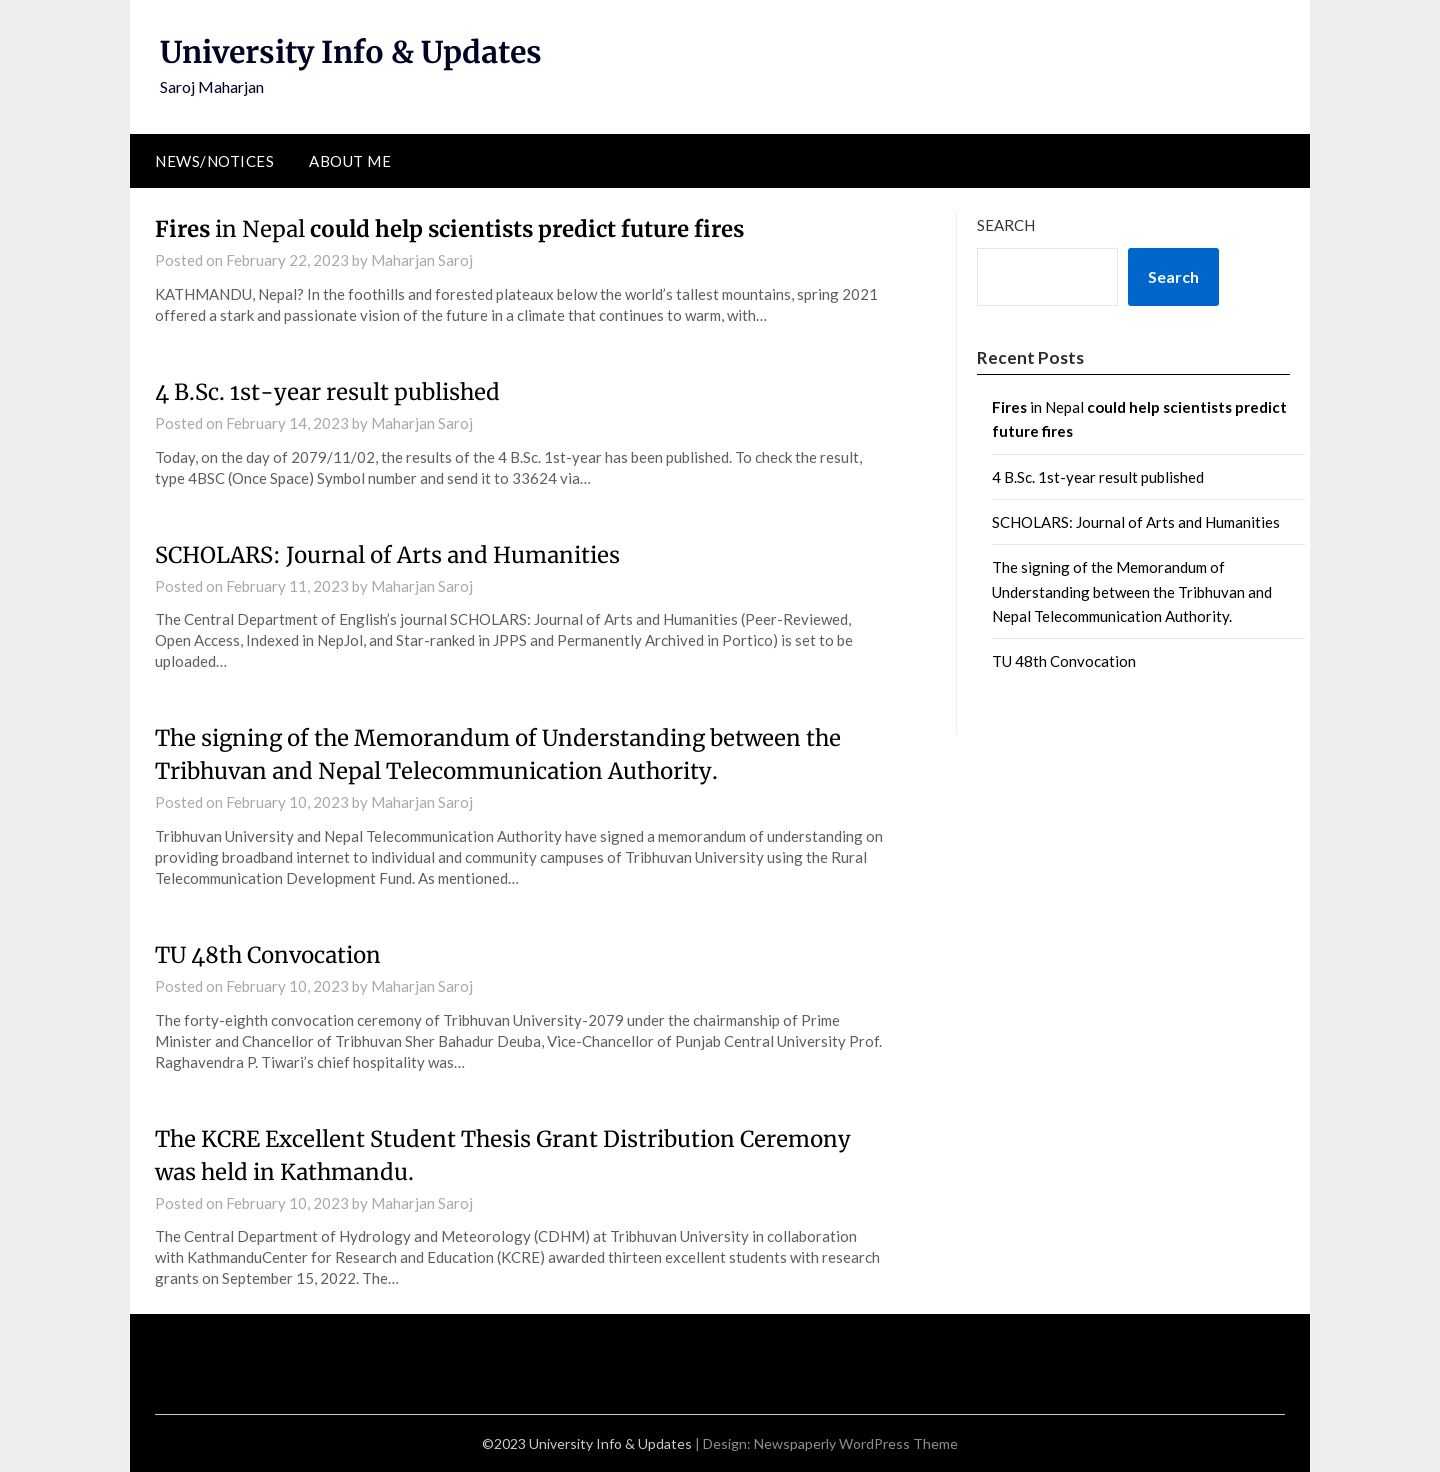 University Info & Updates
Saroj Maharjan
NEWS/NOTICES
ABOUT ME
Fires in Nepal could help scientists predict future fires
Posted on February 22, 2023 by Maharjan Saroj
KATHMANDU, Nepal? In the foothills and forested plateaux below the world’s tallest mountains, spring 2021
offered a stark and passionate vision of the future in a climate that continues to warm, with…
4 B.Sc. 1st-year result published
Posted on February 14, 2023 by Maharjan Saroj
Today, on the day of 2079/11/02, the results of the 4 B.Sc. 1st-year has been published. To check the result,
type 4BSC (Once Space) Symbol number and send it to 33624 via…
SCHOLARS: Journal of Arts and Humanities
Posted on February 11, 2023 by Maharjan Saroj
The Central Department of English’s journal SCHOLARS: Journal of Arts and Humanities (Peer-Reviewed,
Open Access, Indexed in NepJol, and Star-ranked in JPPS and Permanently Archived in Portico) is set to be
uploaded…
The signing of the Memorandum of Understanding between the
Tribhuvan and Nepal Telecommunication Authority.
Posted on February 10, 2023 by Maharjan Saroj
Tribhuvan University and Nepal Telecommunication Authority have signed a memorandum of understanding on
providing broadband internet to individual and community campuses of Tribhuvan University using the Rural
Telecommunication Development Fund. As mentioned…
TU 48th Convocation
Posted on February 10, 2023 by Maharjan Saroj
The forty-eighth convocation ceremony of Tribhuvan University-2079 under the chairmanship of Prime
Minister and Chancellor of Tribhuvan Sher Bahadur Deuba, Vice-Chancellor of Punjab Central University Prof.
Raghavendra P. Tiwari’s chief hospitality was…
The KCRE Excellent Student Thesis Grant Distribution Ceremony
was held in Kathmandu.
Posted on February 10, 2023 by Maharjan Saroj
The Central Department of Hydrology and Meteorology (CDHM) at Tribhuvan University in collaboration
with KathmanduCenter for Research and Education (KCRE) awarded thirteen excellent students with research
grants on September 15, 2022. The…
SEARCH
Search
Recent Posts
Fires in Nepal could help scientists predict
future fires
4 B.Sc. 1st-year result published
SCHOLARS: Journal of Arts and Humanities
The signing of the Memorandum of
Understanding between the Tribhuvan and
Nepal Telecommunication Authority.
TU 48th Convocation
©2023 University Info & Updates | Design: Newspaperly WordPress Theme